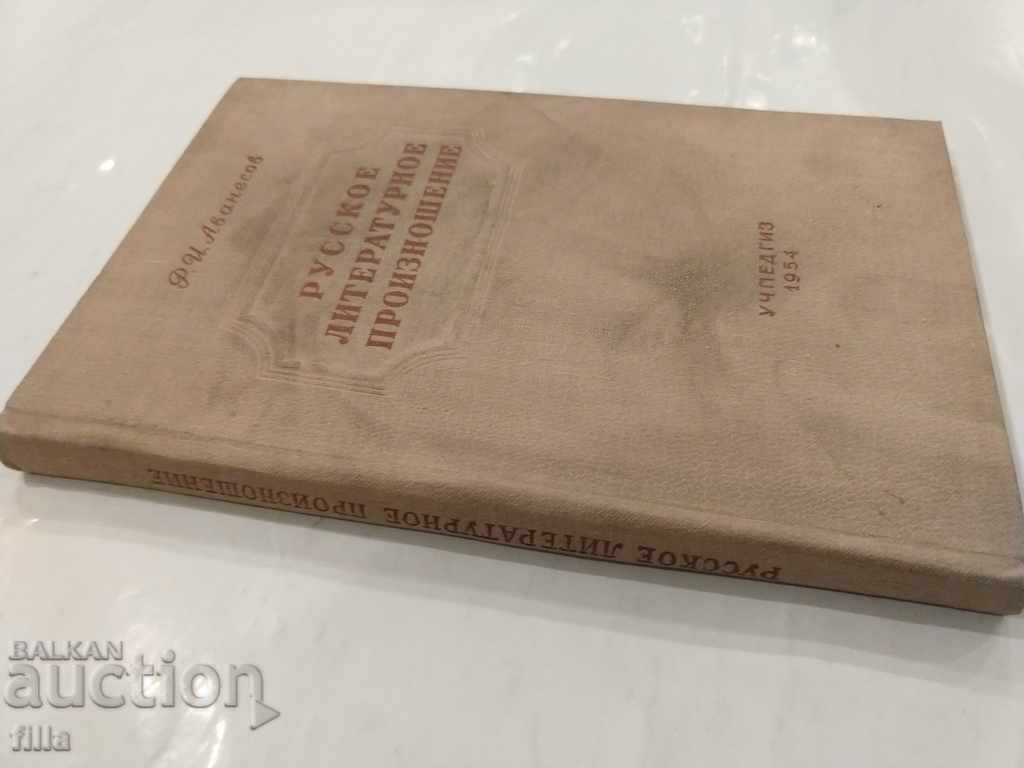 Р. И. Аванесов
РУССКОЕ
ЛИТЕРАТУРНОЕ
ПРОИЗНОШЕНИЕ
УЧПЕДГИЗ
1954
РУССКОЕ ЛИТЕРАТУРНОЕ ПРОИЗНОШЕНИЕ
BALKAN
auction
filla